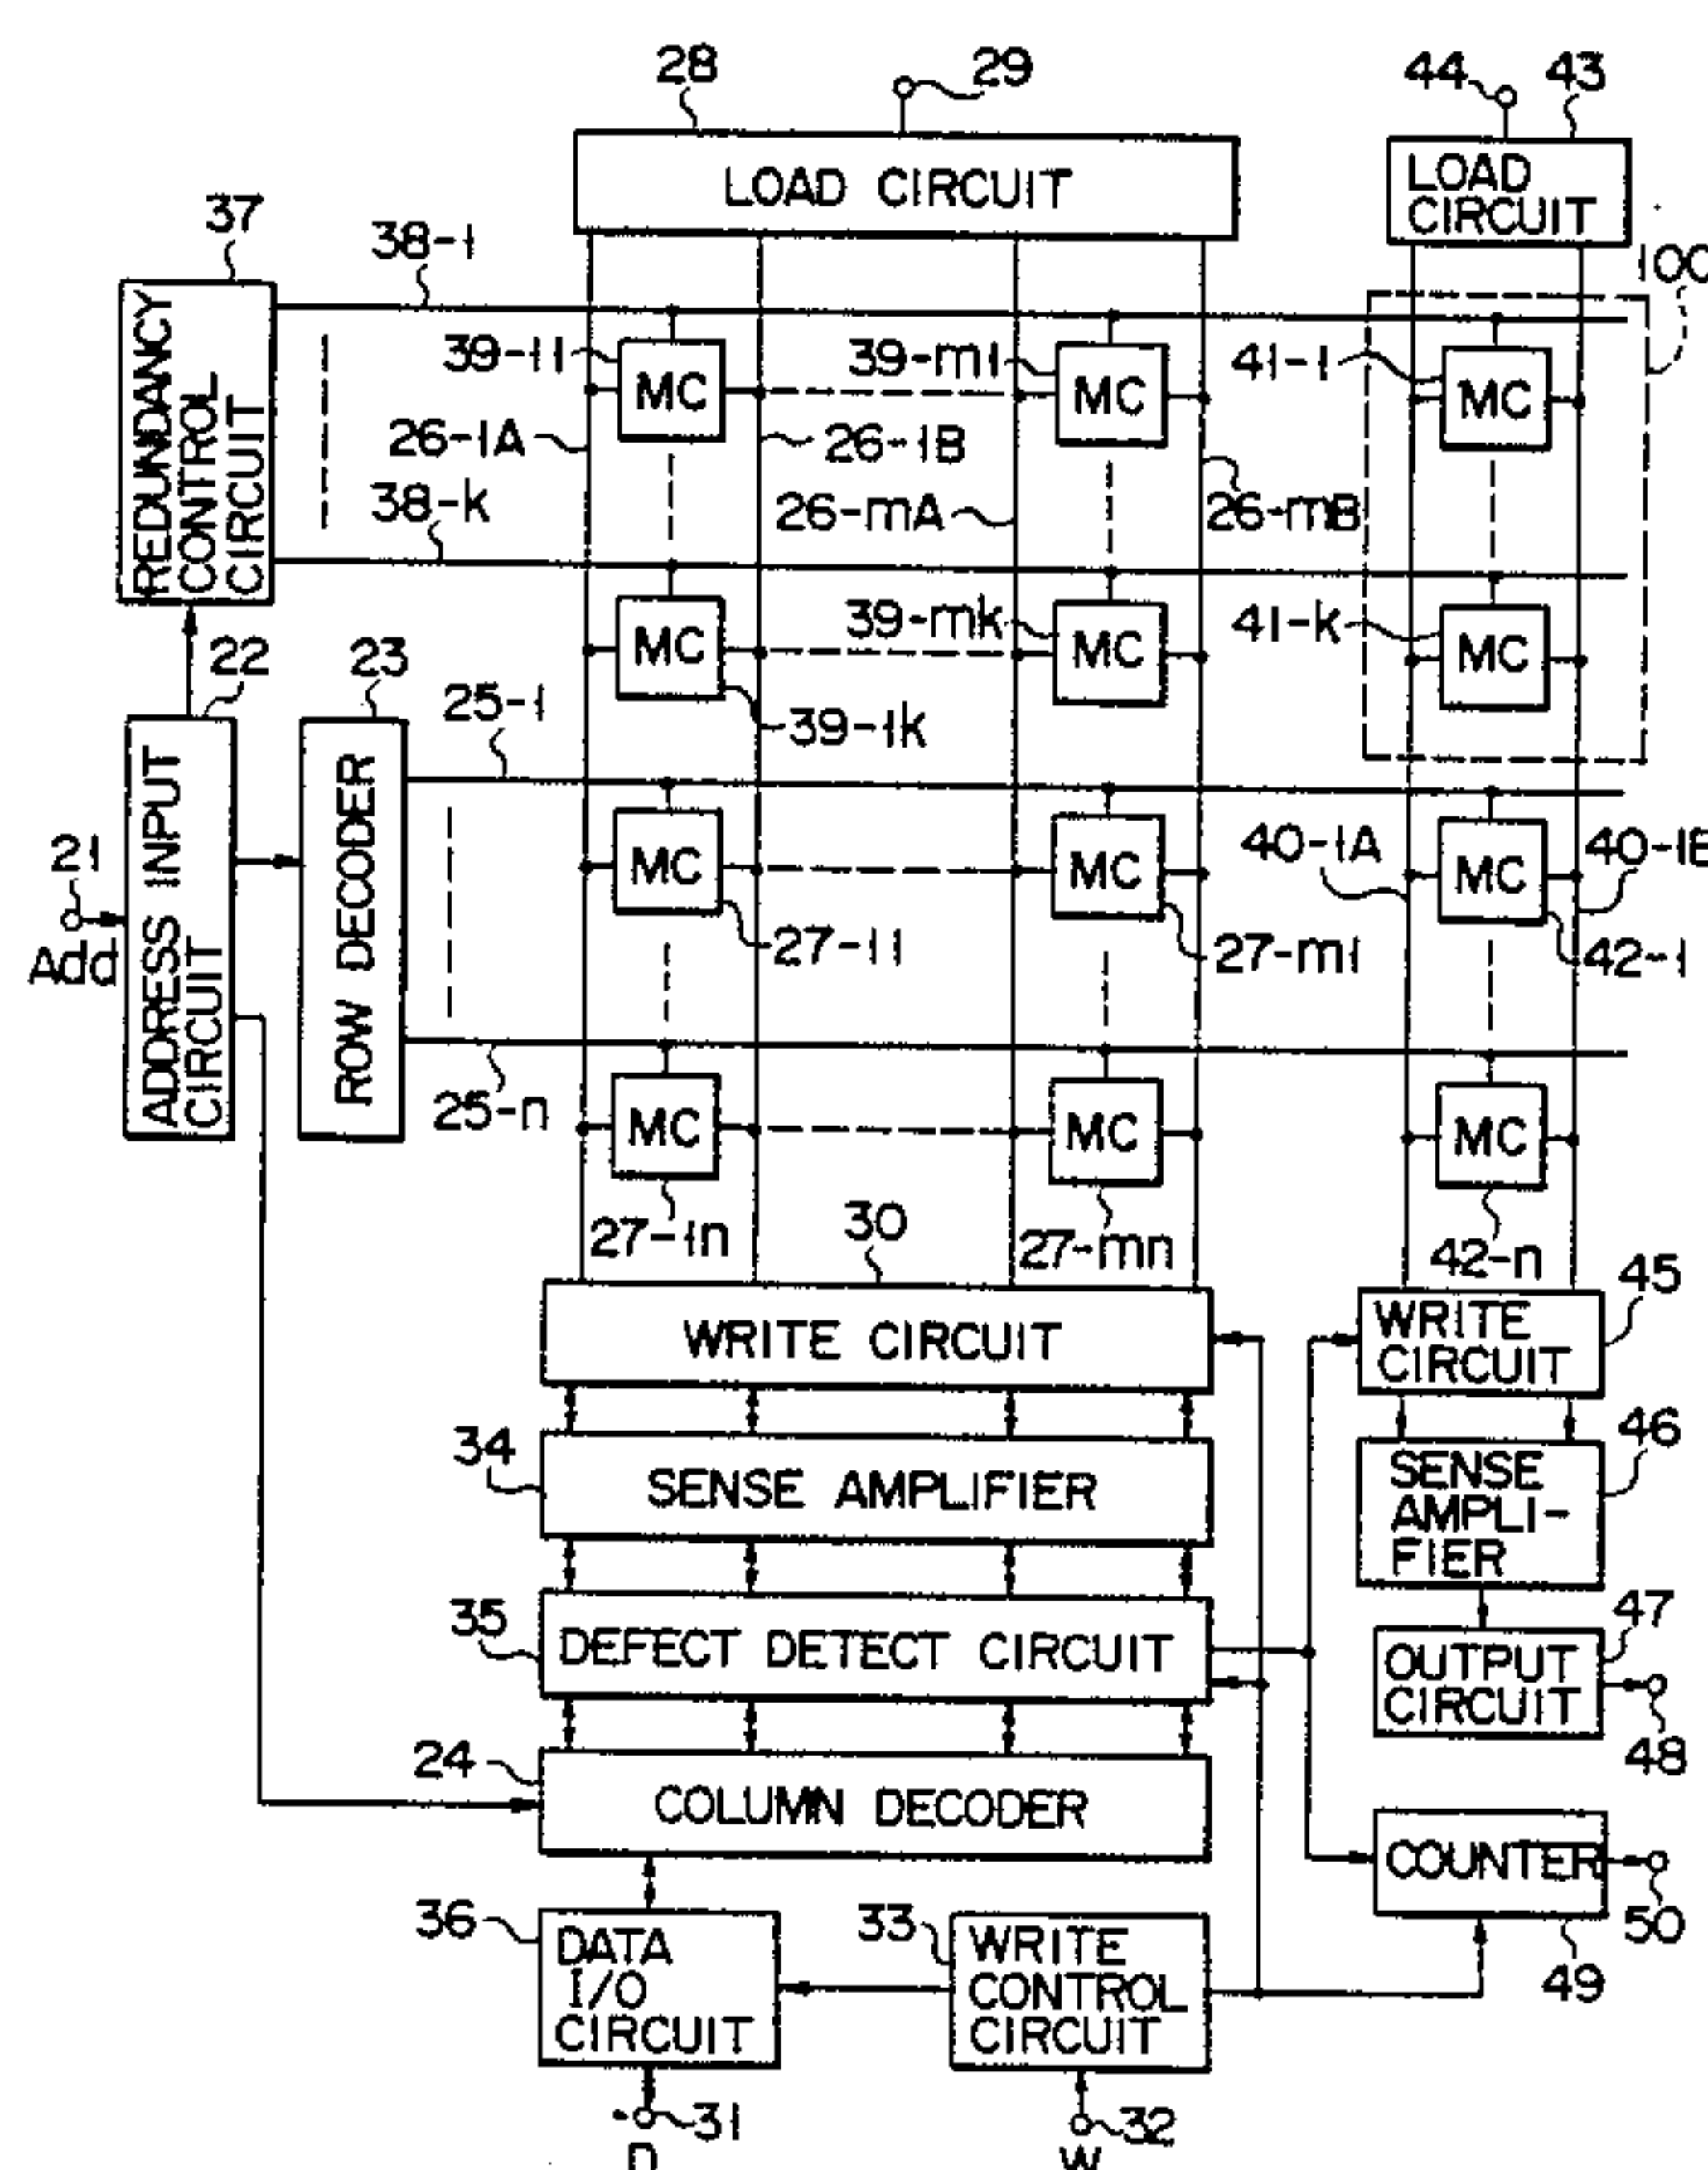 28
29
44
43
LOAD CIRCUIT
LOAD
CIRCUIT
37
38-1
100
REDUNDANCY
CONTROL
CIRCUIT
39-11
MC
39-m1
MC
41-1
MC
26-1A
26-1B
38-k
26-mA
26-mB
MC
39-mk
MC
41-k
MC
22
23
25-1
39-1k
21
Add
ADDRESS INPUT
CIRCUIT
ROW DECODER
MC
MC
40-1A
MC
40-1B
27-11
27-m1
42-1
25-n
MC
MC
MC
27-1n
30
27-mn
42-n
45
WRITE CIRCUIT
WRITE
CIRCUIT
34
SENSE AMPLIFIER
46
SENSE
AMPLI-
FIER
35
DEFECT DETECT CIRCUIT
47
OUTPUT
CIRCUIT
48
24
COLUMN DECODER
COUNTER
50
49
36
DATA
I/O
CIRCUIT
33
WRITE
CONTROL
CIRCUIT
31
32
W